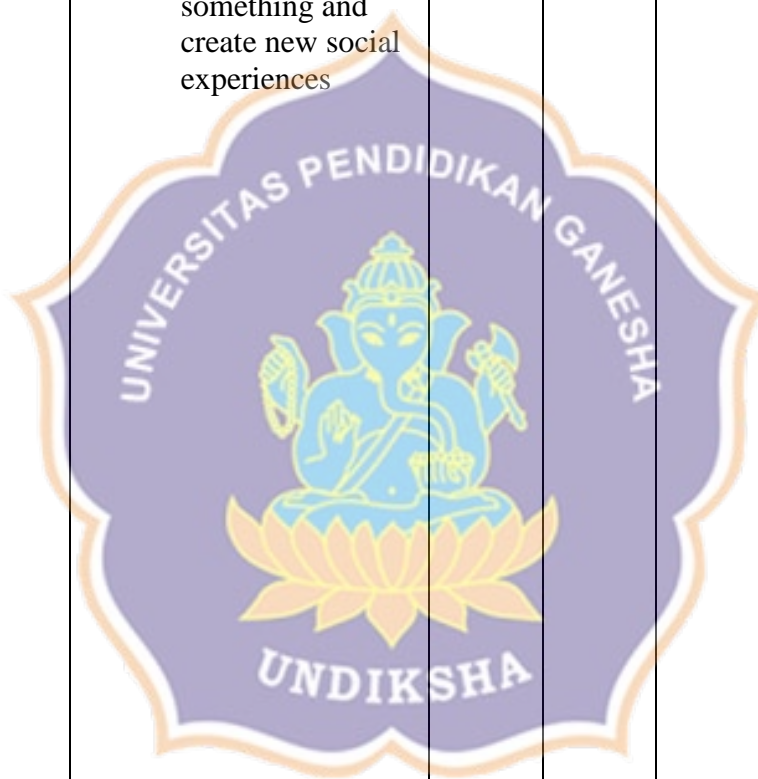 something and
create new social
experiences
UNIVERSITAS PENDIDIKAN GANESHA
UNDIKSHA